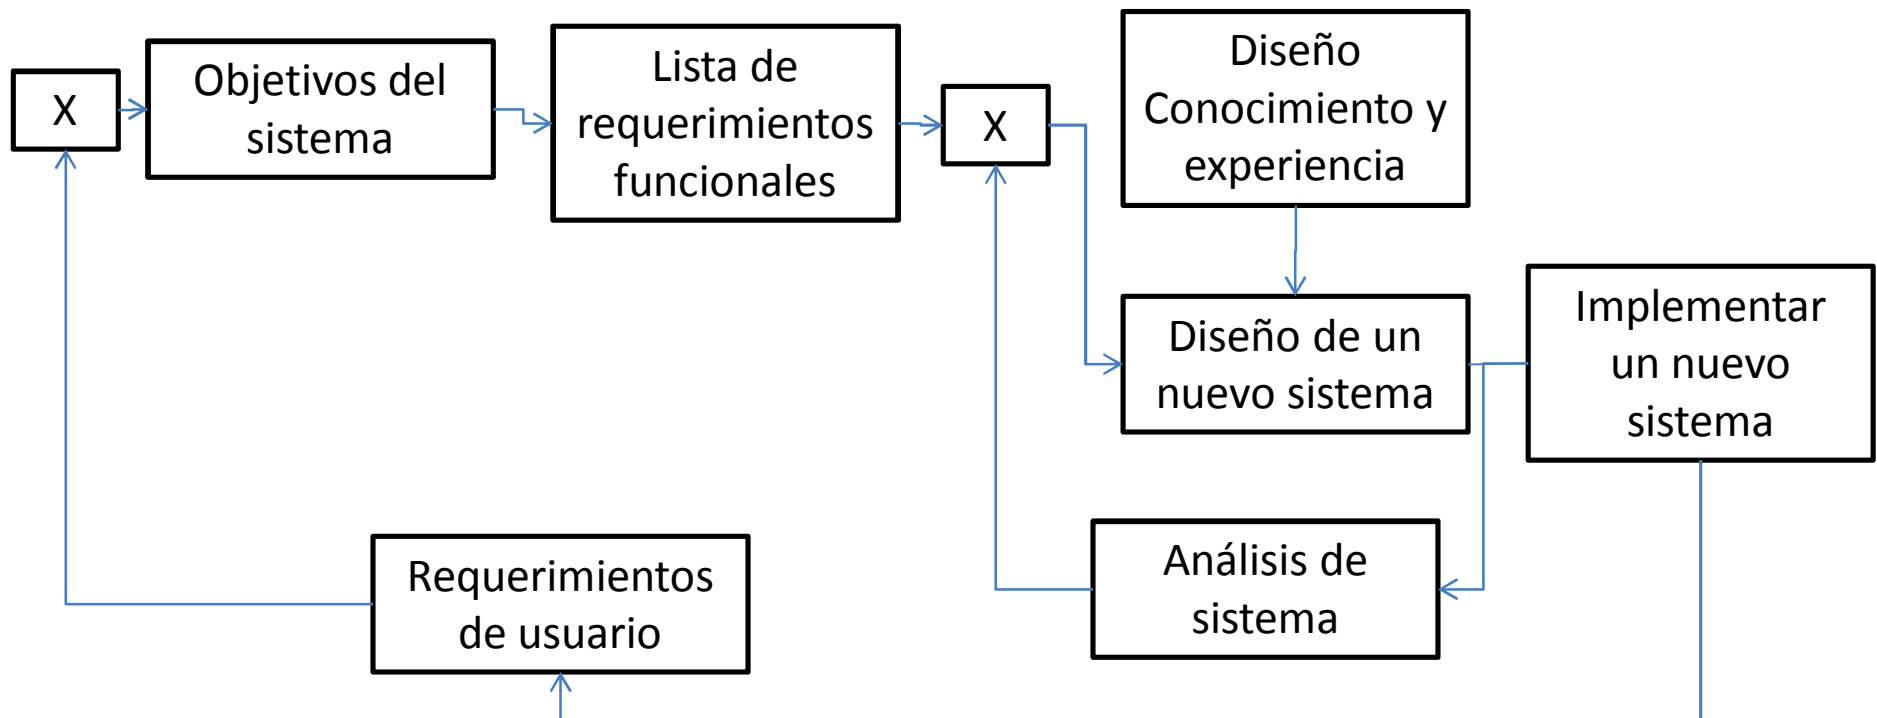 X
Objetivos del
sistema
Lista de
requerimientos
funcionales
X
Diseño
Conocimiento y
experiencia
Diseño de un
nuevo sistema
Implementar
un nuevo
sistema
Análisis de
sistema
Requerimientos
de usuario